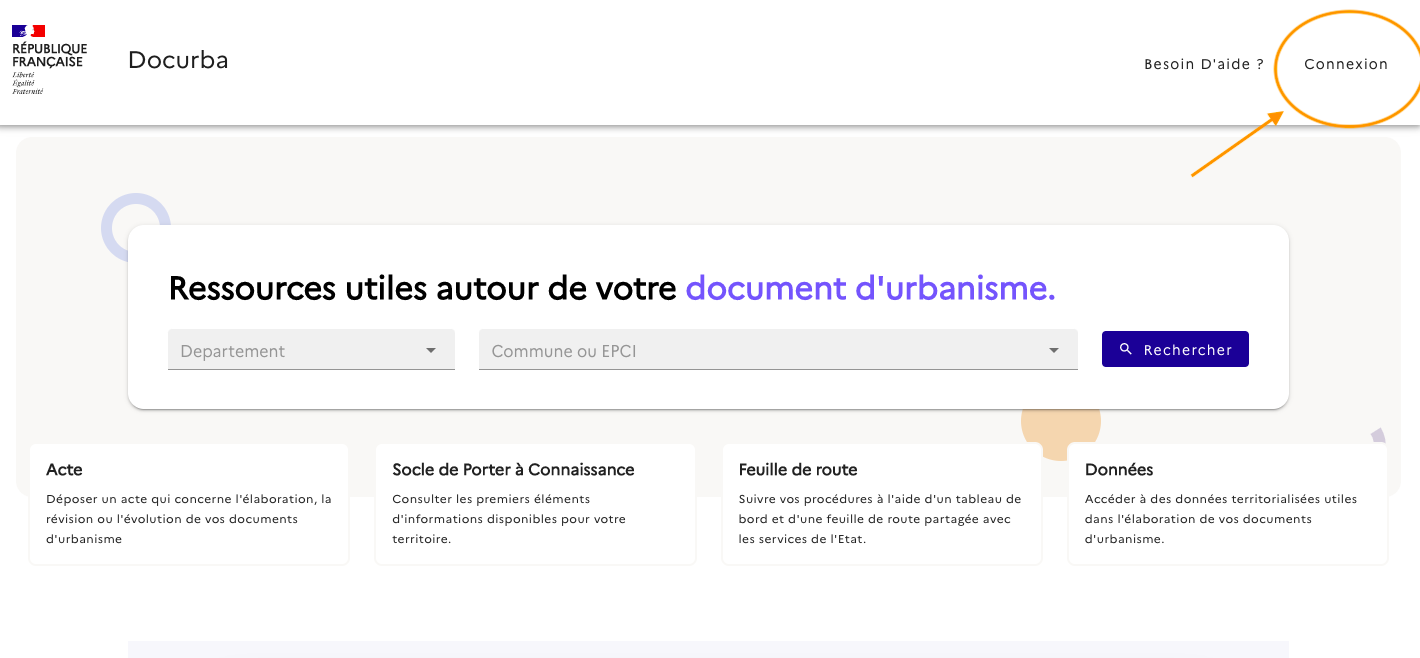 RÉPUBLIQUE
FRANÇAISE
Liberté
Égalité
Fraternité
Docurba
Besoin D'aide ?
Connexion
Ressources utiles autour de votre document d'urbanisme.
Departement
Commune ou EPCI
Rechercher
Acte
Déposer un acte qui concerne l'élaboration, la
révision ou l'évolution de vos documents
d'urbanisme
Socle de Porter à Connaissance
Consulter les premiers éléments
d'informations disponibles pour votre
territoire.
Feuille de route
Suivre vos procédures à l'aide d'un tableau de
bord et d'une feuille de route partagée avec
les services de l'Etat.
Données
Accéder à des données territorialisées utiles
dans l'élaboration de vos documents
d'urbanisme.